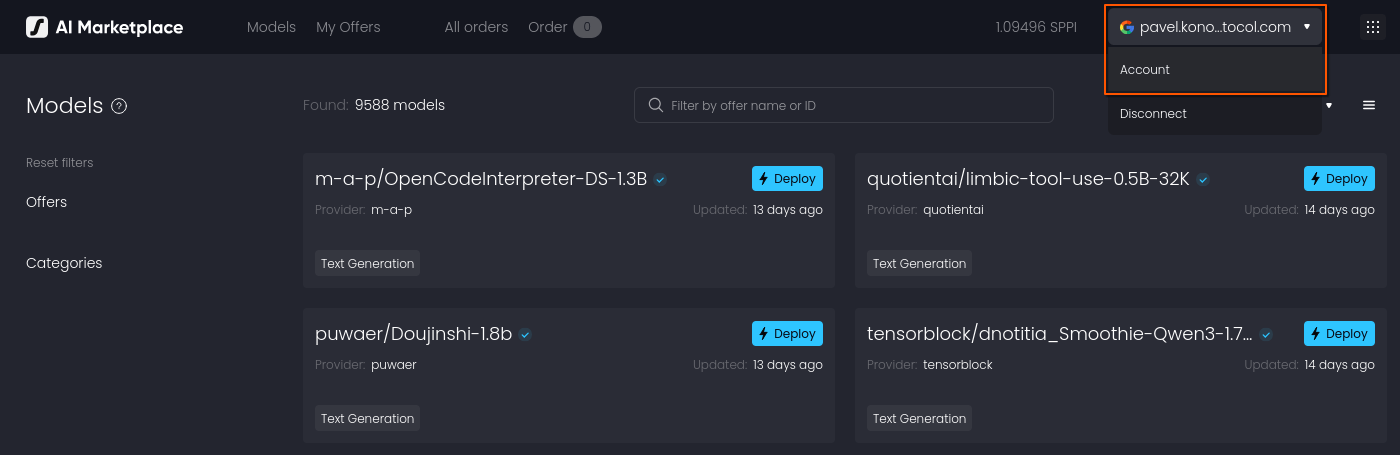 AI Marketplace
Models My Offers All orders Order 0
1.09496 SPPI
pavel.kono...tocol.com
Account
Disconnect
Models ?
Found: 9588 models
Filter by offer name or ID
Reset filters
Offers
Categories
m-a-p/OpenCodeInterpreter-DS-1.3B
Deploy
Provider: m-a-p
Updated: 13 days ago
Text Generation
quotientai/limbic-tool-use-0.5B-32K
Deploy
Provider: quotientai
Updated: 14 days ago
Text Generation
puwaer/Doujinshi-1.8b
Deploy
Provider: puwaer
Updated: 13 days ago
Text Generation
tensorblock/dnotitia_Smoothie-Qwen3-1.7...
Deploy
Provider: tensorblock
Updated: 14 days ago
Text Generation